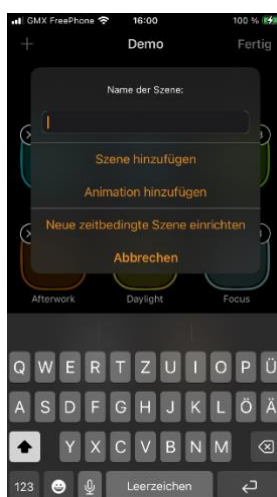 GMX FreePhone 16:00 100 %
+ Demo Fertig
Name der Szene:
Szene hinzufügen
Animation hinzufügen
Neue zeitbedingte Szene einrichten
Abbrechen
Afterwork Daylight Focus
Q W E R T Z U I O P Ü
A S D F G H J K L Ö Ä
Y X C V B N M
123 Leerzeichen